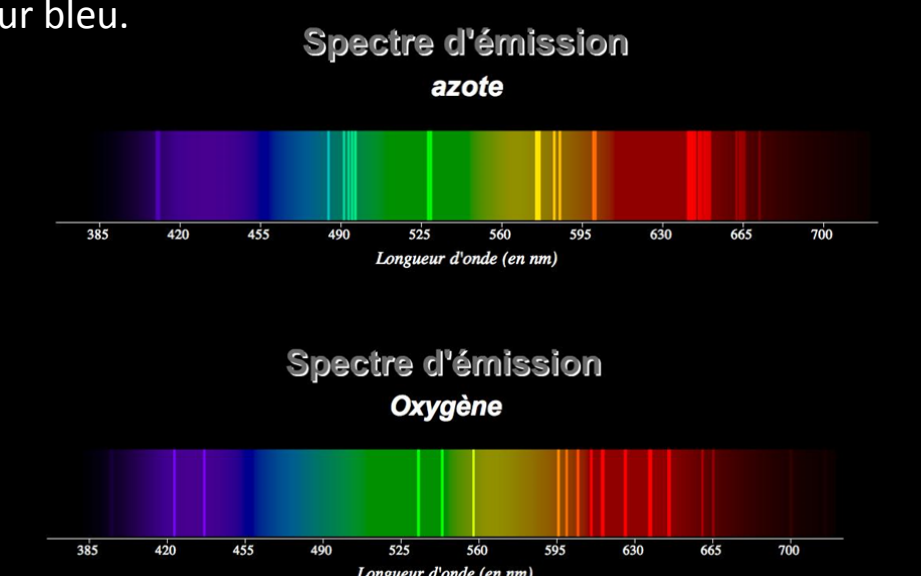 ur bleu.
Spectre d'émission
azote
385 420 455 490 525 560 595 630 665 700
Longueur d'onde (en nm)
Spectre d'émission
Oxygène
385 420 455 490 525 560 595 630 665 700
Longueur d'onde (en nm)